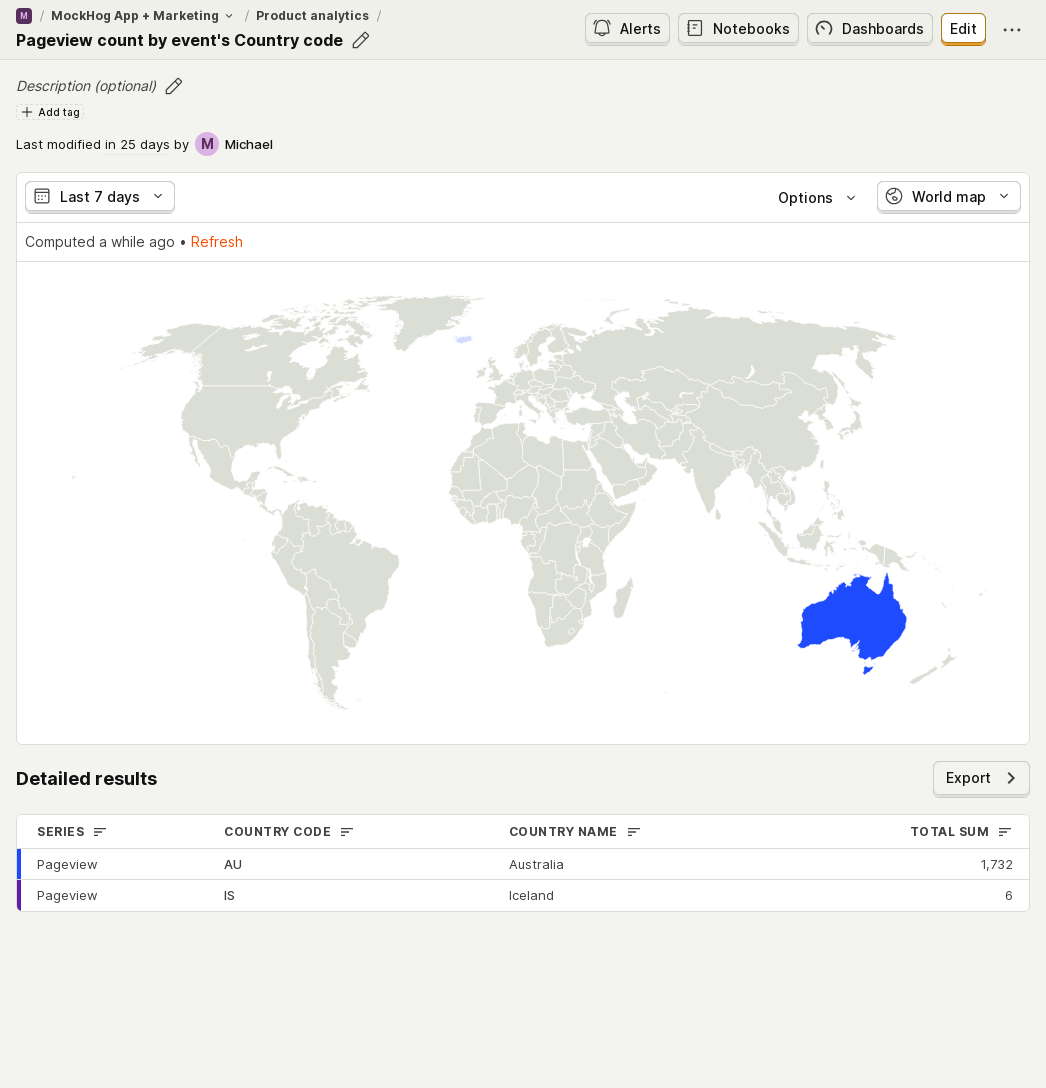 M / MockHog App + Marketing / Product analytics /
Pageview count by event's Country code
Alerts Notebooks Dashboards Edit
Description (optional)
Add tag
Last modified in 25 days by M Michael
Last 7 days Options World map
Computed a while ago • Refresh
Detailed results Export
SERIES COUNTRY CODE COUNTRY NAME TOTAL SUM
Pageview AU Australia 1,732
Pageview IS Iceland 6